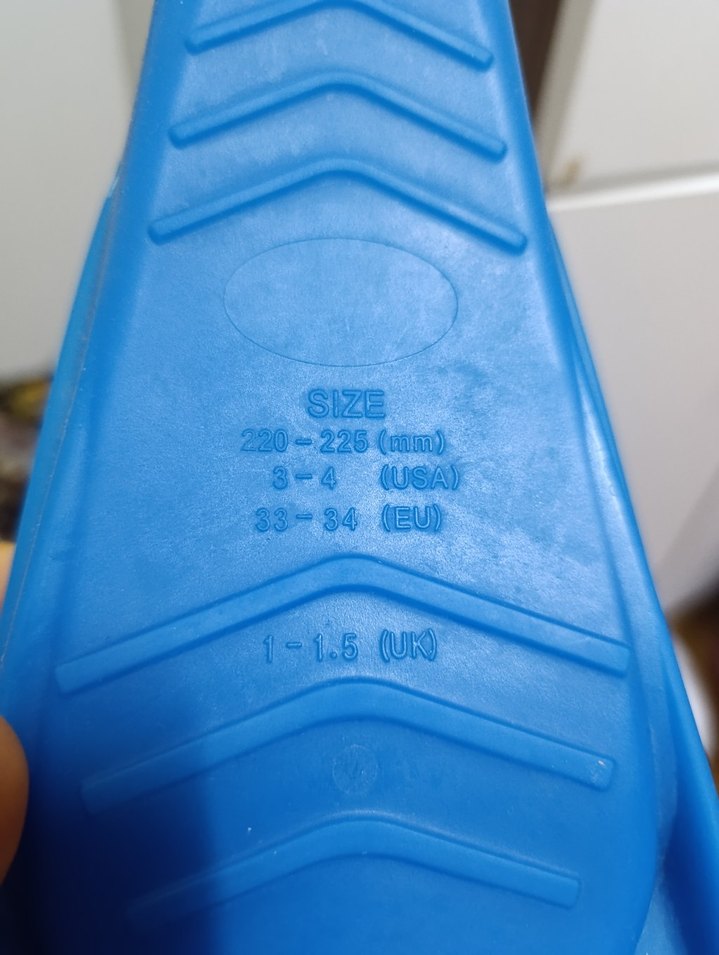 SIZE
220-225(mm)
3-4 (USA)
33-34 (EU)
1-1.5 (UK)